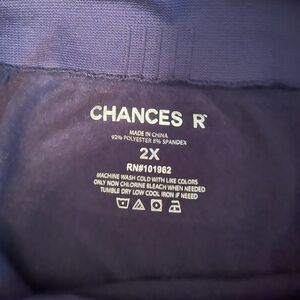 CHANCES R
MADE IN CHINA
92% POLYESTER 8% SPANDEX
2X
RN#101962
MACHINE WASH COLD WITH LIKE COLORS
ONLY NON CHLORINE BLEACH WHEN NEEDED
TUMBLE DRY LOW COOL IRON IF NEEED